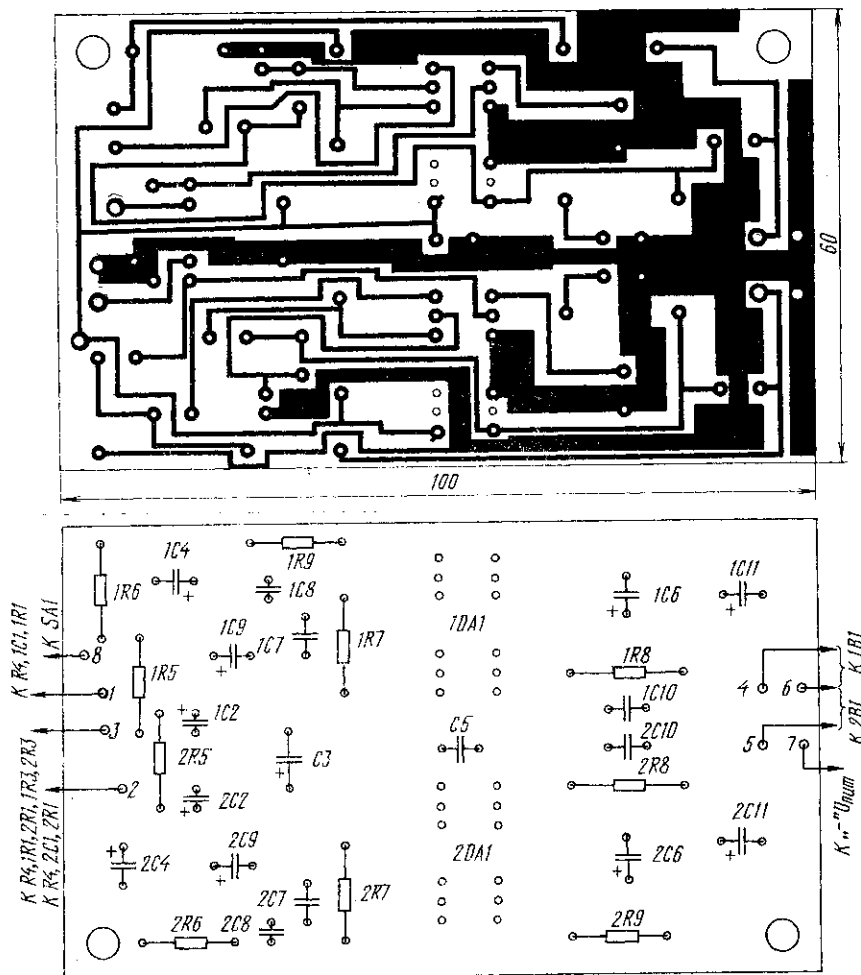 60
100
1R9
1C4
1C8
1C11
1R6
1C6
К SA1
1C9
1C7
1R7
1DA1
К R4,1C1,1R1
8
1R5
1R8
К 1B1
1
4
6
1C2
1C10
3
C5
2C10
К 2B1
2R5
C3
5
7
2R8
2
2C2
К „-"Uпит
К R4,1R1,2R1,1R3,2R3
К R4,2C1,2R1
2C9
2C11
2C4
2DA1
2C6
2C7
2R7
2R6
2C8
2R9
+
+
+
+
+
+
+
+
+
+
+
+